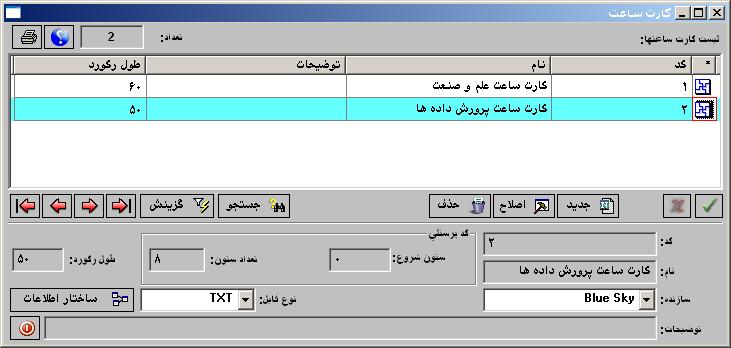 کارت ساعت
لیست کارت ساعتها: تعداد: 2
* کد نام توضیحات طول رکورد
۱ کارت ساعت علم و صنعت ۶۰
۲ کارت ساعت پرورش داده ها ۵۰
جدید اصلاح حذف جستجو گزینش
کد: ۲
کد پرسنلي
ستون شروع: ۰ تعداد ستون: ۸ طول رکورد: ۵۰
نام: کارت ساعت پرورش داده ها
سازنده: Blue Sky نوع فایل: TXT ساختار اطلاعات
توضیحات: